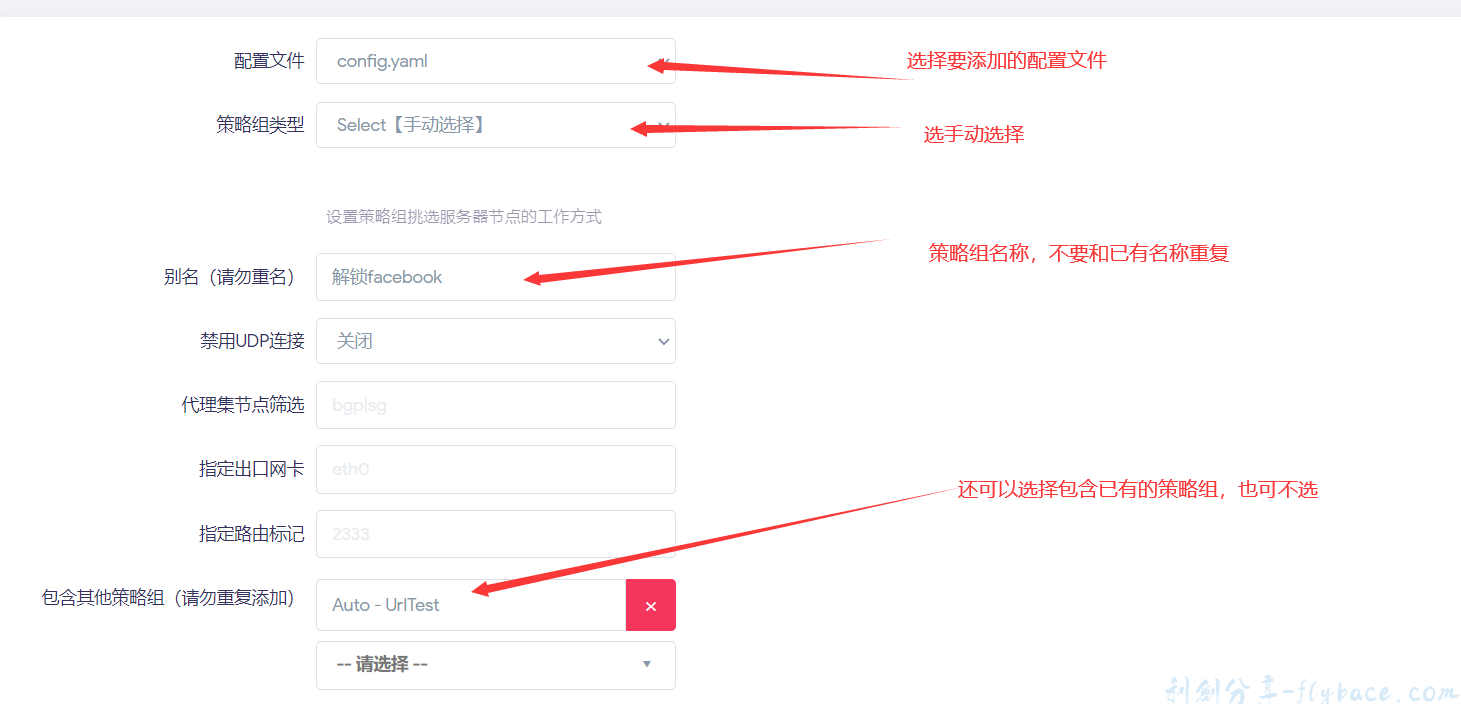 配置文件
config.yaml
选择要添加的配置文件
策略组类型
Select【手动选择】
选手动选择
设置策略组挑选服务器节点的工作方式
策略组名称，不要和已有名称重复
别名（请勿重名）
解锁facebook
禁用UDP连接
关闭
代理集节点筛选
bgp|sg
指定出口网卡
eth0
还可以选择包含已有的策略组，也可不选
指定路由标记
2333
包含其他策略组（请勿重复添加）
Auto - UrlTest
×
-- 请选择 --
利剑分享-flybace.com